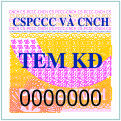 CSPCCC VÀ CNCH
TEM KĐ
0000000